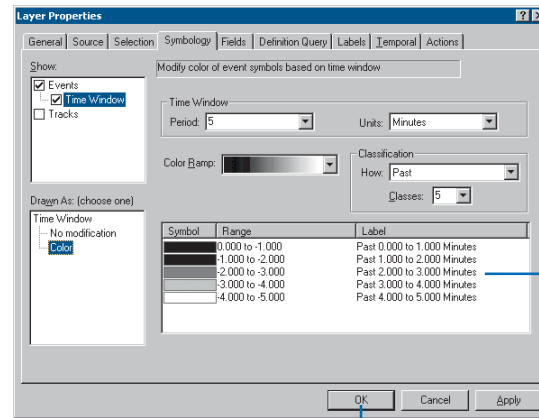 Layer Properties
General Source Selection Symbology Fields Definition Query Labels Temporal Actions
Show:
Events
Time Window
Tracks
Modify color of event symbols based on time window
Time Window
Period: 5 Units: Minutes
Color Ramp:
Classification
How: Past
Classes: 5
Drawn As: (choose one)
Time Window
No modification
Color
Symbol Range Label
0.000 to -1.000 Past 0.000 to 1.000 Minutes
-1.000 to -2.000 Past 1.000 to 2.000 Minutes
-2.000 to -3.000 Past 2.000 to 3.000 Minutes
-3.000 to -4.000 Past 3.000 to 4.000 Minutes
-4.000 to -5.000 Past 4.000 to 5.000 Minutes
OK Cancel Apply